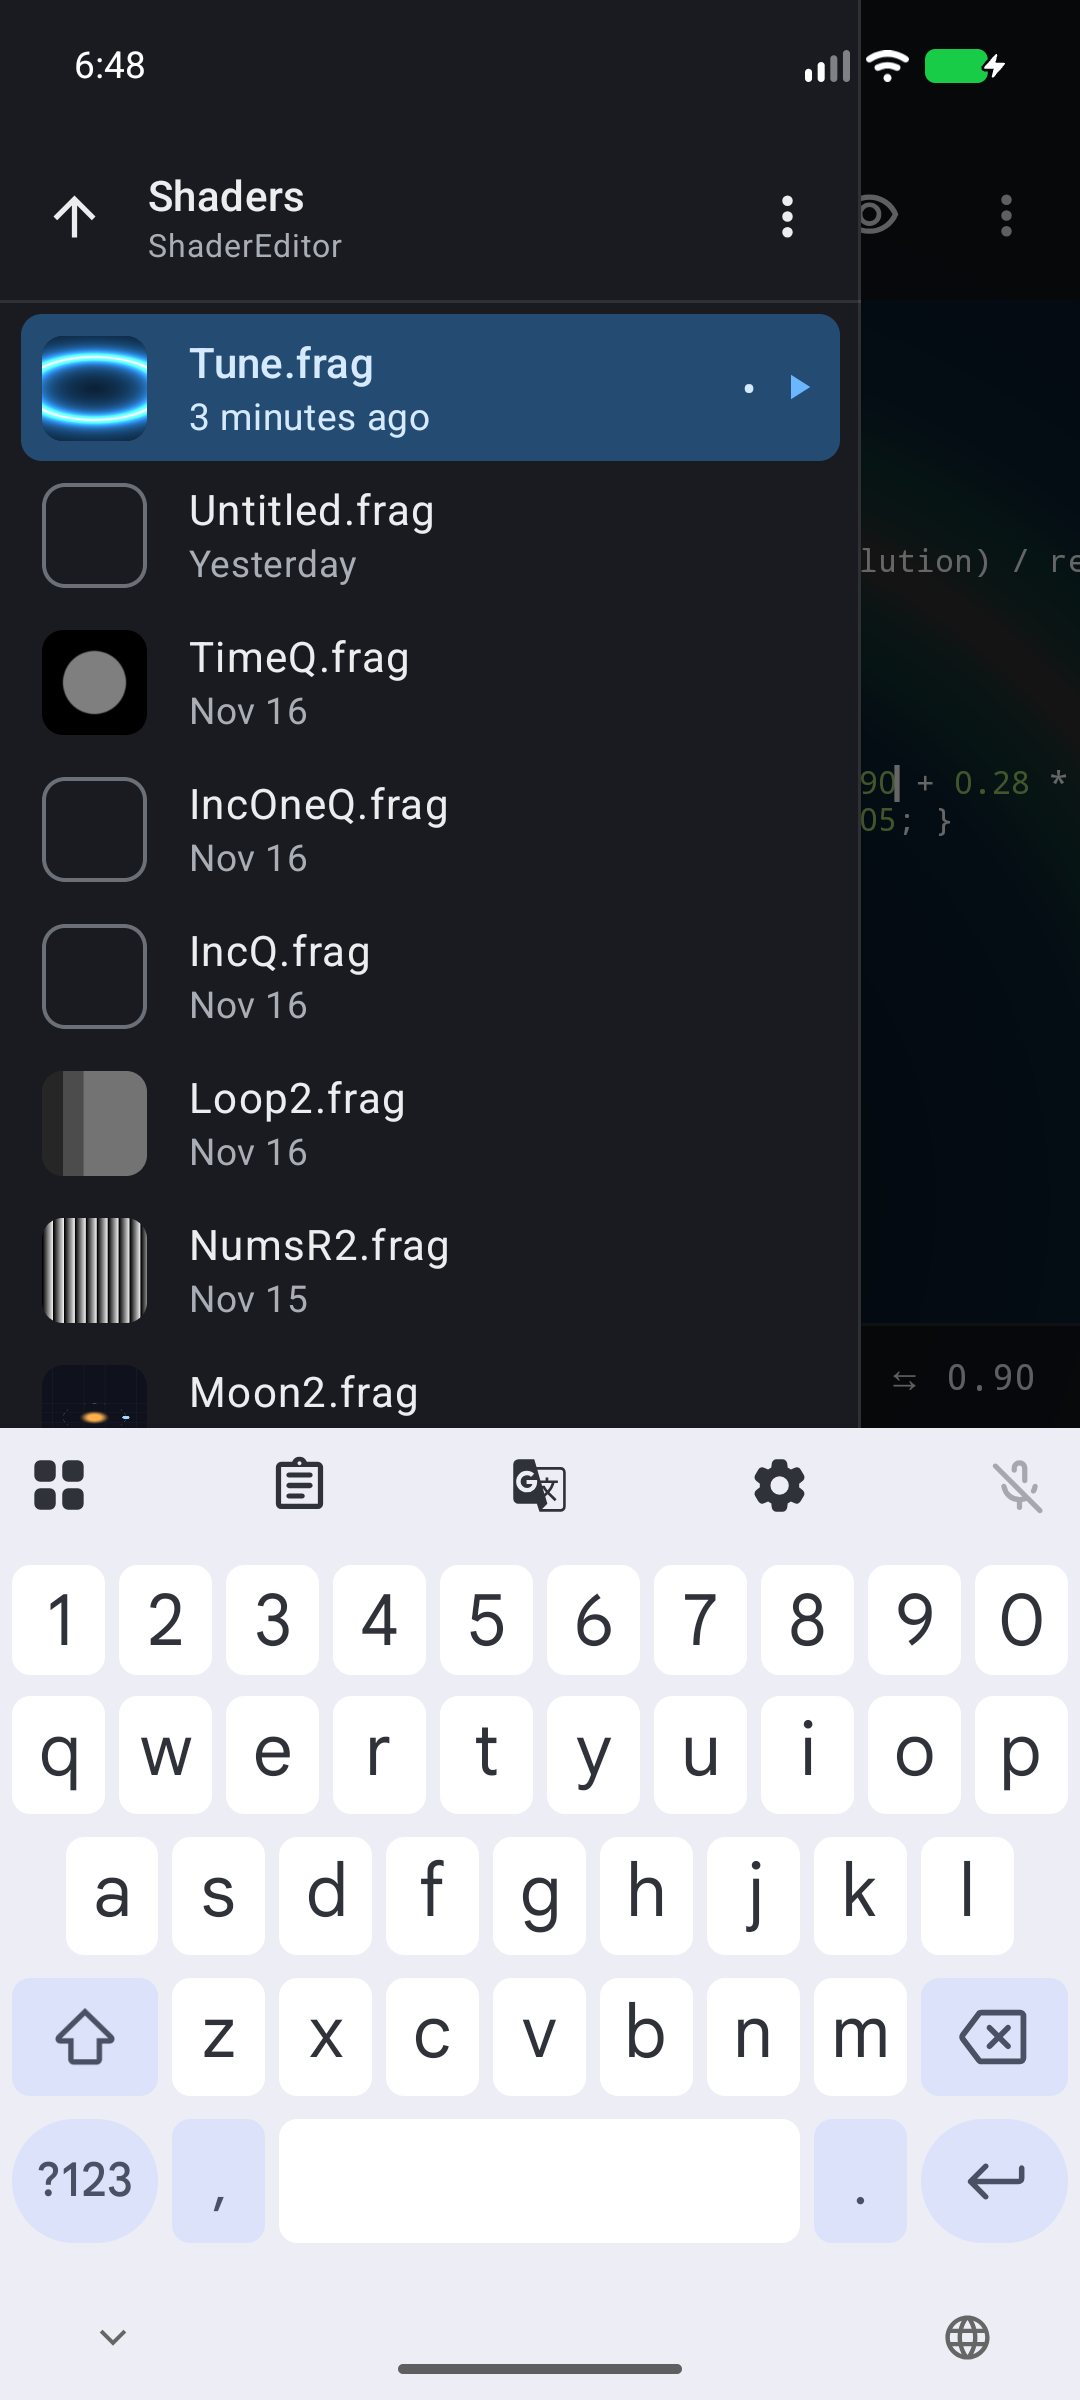 6:48
Shaders
ShaderEditor
Tune.frag
3 minutes ago
Untitled.frag
Yesterday
lution) / re
TimeQ.frag
Nov 16
90 + 0.28 *
IncOneQ.frag
05; }
Nov 16
IncQ.frag
Nov 16
Loop2.frag
Nov 16
NumsR2.frag
Nov 15
Moon2.frag
⇆ 0.90
1 2 3 4 5 6 7 8 9 0
q w e r t y u i o p
a s d f g h j k l
z x c v b n m
?123 , .